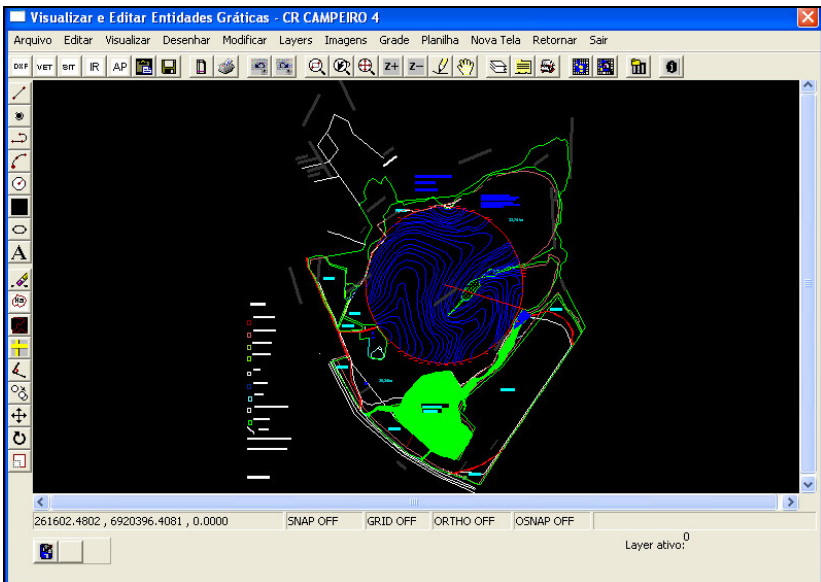 Visualizar e Editar Entidades Gráticas - CR CAMPEIRO 4
Arquivo Editar Visualizar Desenhar Modificar Layers Imagens Grade Planilha Nova Tela Retornar Sair
DXF VET SIT IR AP Z+ Z-
A
261602.4802 , 6920396.4081 , 0.0000 SNAP OFF GRID OFF ORTHO OFF OSNAP OFF
Layer ativo: 0